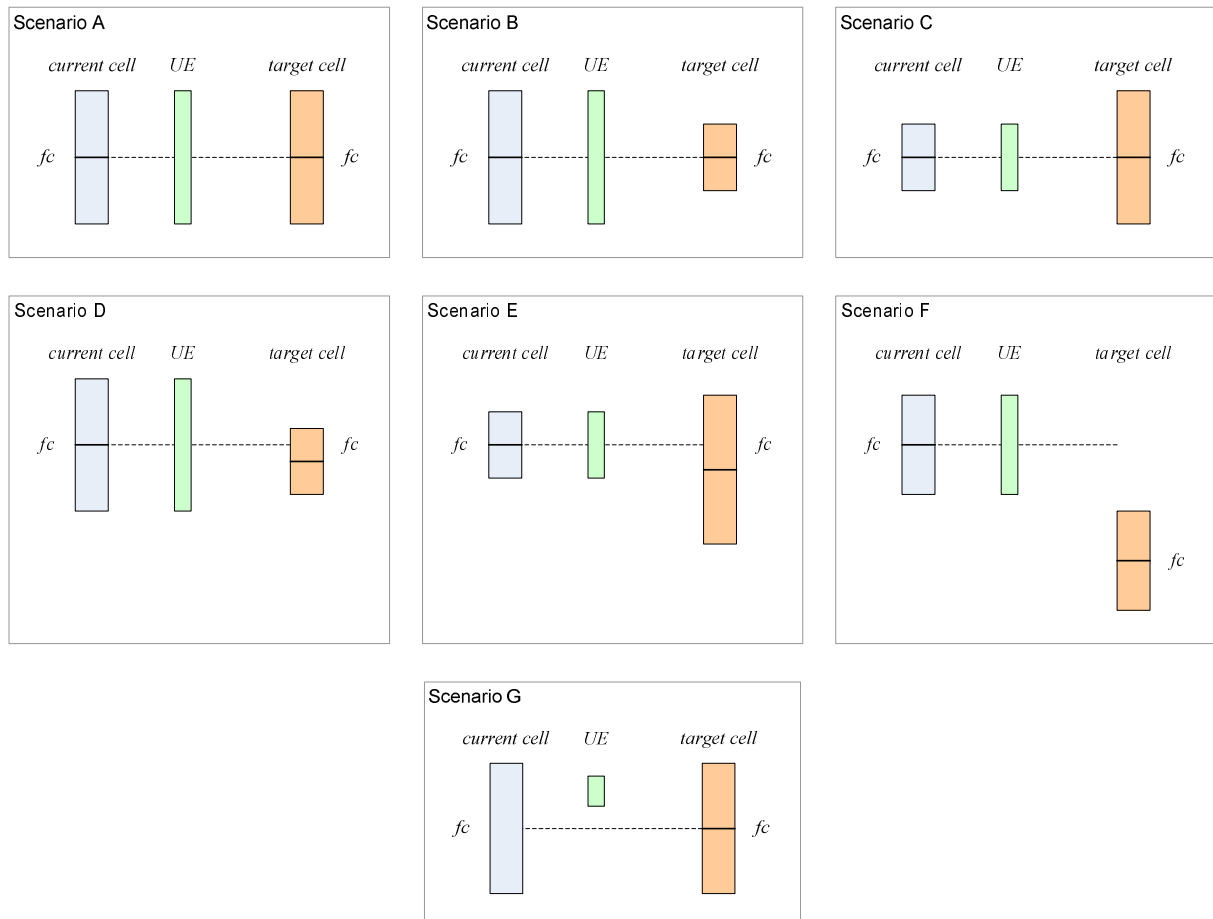 Scenario A
current cell UE target cell
fc fc
Scenario B
current cell UE target cell
fc fc
Scenario C
current cell UE target cell
fc fc
Scenario D
current cell UE target cell
fc fc
Scenario E
current cell UE target cell
fc fc
Scenario F
current cell UE target cell
fc
fc
Scenario G
current cell UE target cell
fc fc